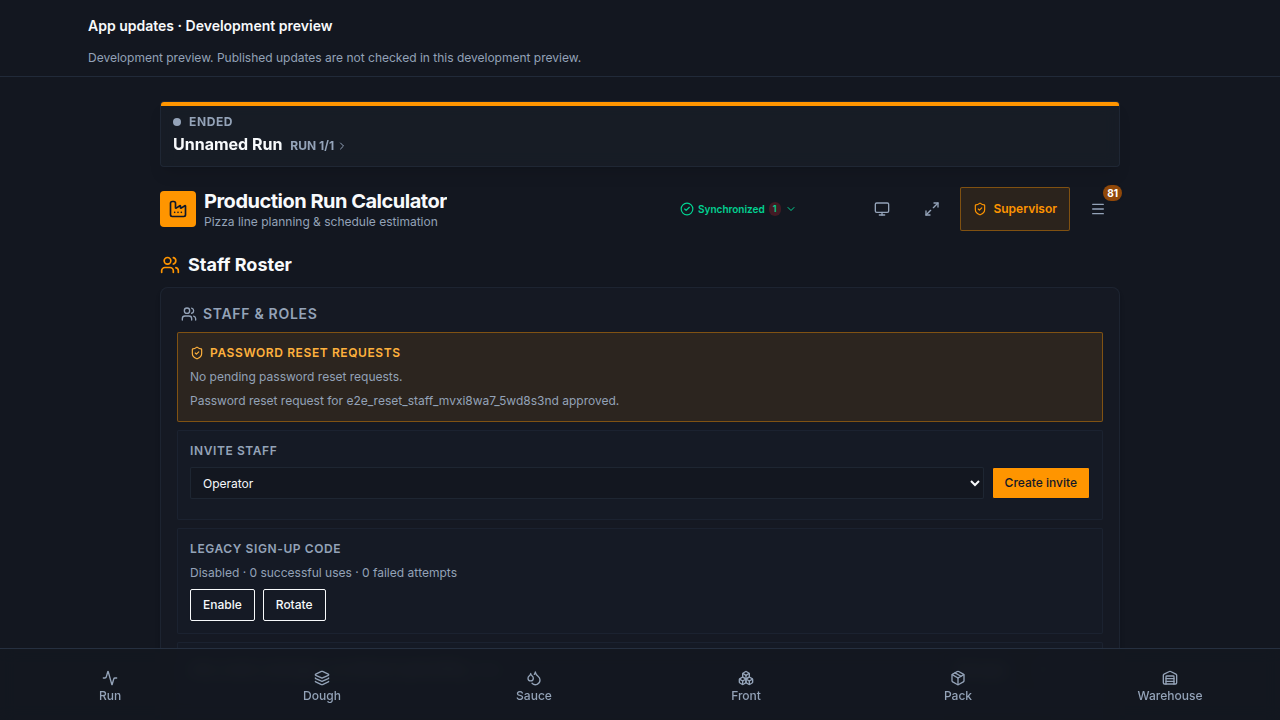 App updates · Development preview
Development preview. Published updates are not checked in this development preview.
ENDED
Unnamed Run RUN 1/1
Production Run Calculator
Pizza line planning & schedule estimation
Synchronized 1
Supervisor
81
Staff Roster
STAFF & ROLES
PASSWORD RESET REQUESTS
No pending password reset requests.
Password reset request for e2e_reset_staff_mvxi8wa7_5wd8s3nd approved.
INVITE STAFF
Operator
Create invite
LEGACY SIGN-UP CODE
Disabled · 0 successful uses · 0 failed attempts
Enable
Rotate
Run
Dough
Sauce
Front
Pack
Warehouse